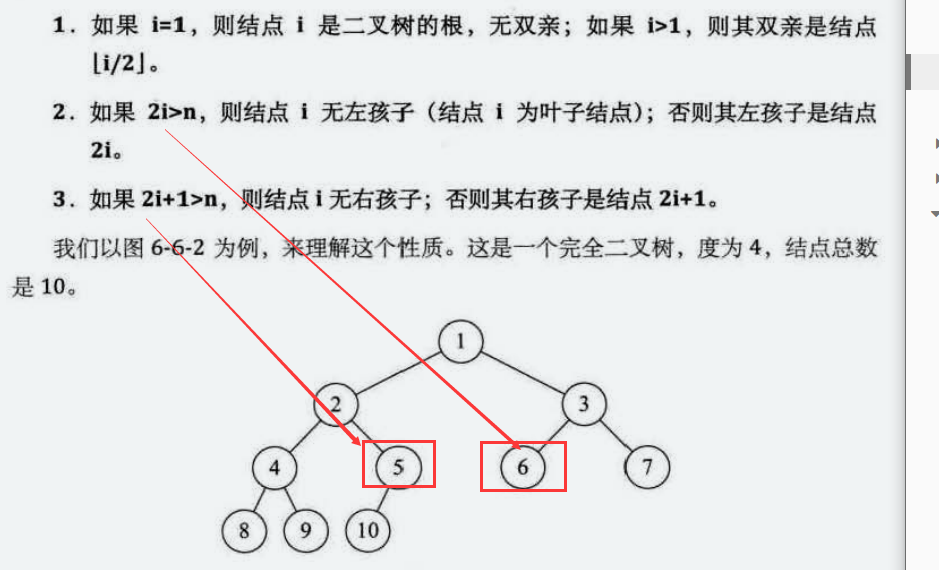 1. 如果 i=1，则结点 i 是二叉树的根，无双亲；如果 i>1，则其双亲是结点
⌊i/2⌋。
2. 如果 2i>n，则结点 i 无左孩子（结点 i 为叶子结点）；否则其左孩子是结点
2i。
3. 如果 2i+1>n，则结点 i 无右孩子；否则其右孩子是结点 2i+1。
我们以图 6-6-2 为例，来理解这个性质。这是一个完全二叉树，度为 4，结点总数
是 10。
1
2 3
4 5 6 7
8 9 10